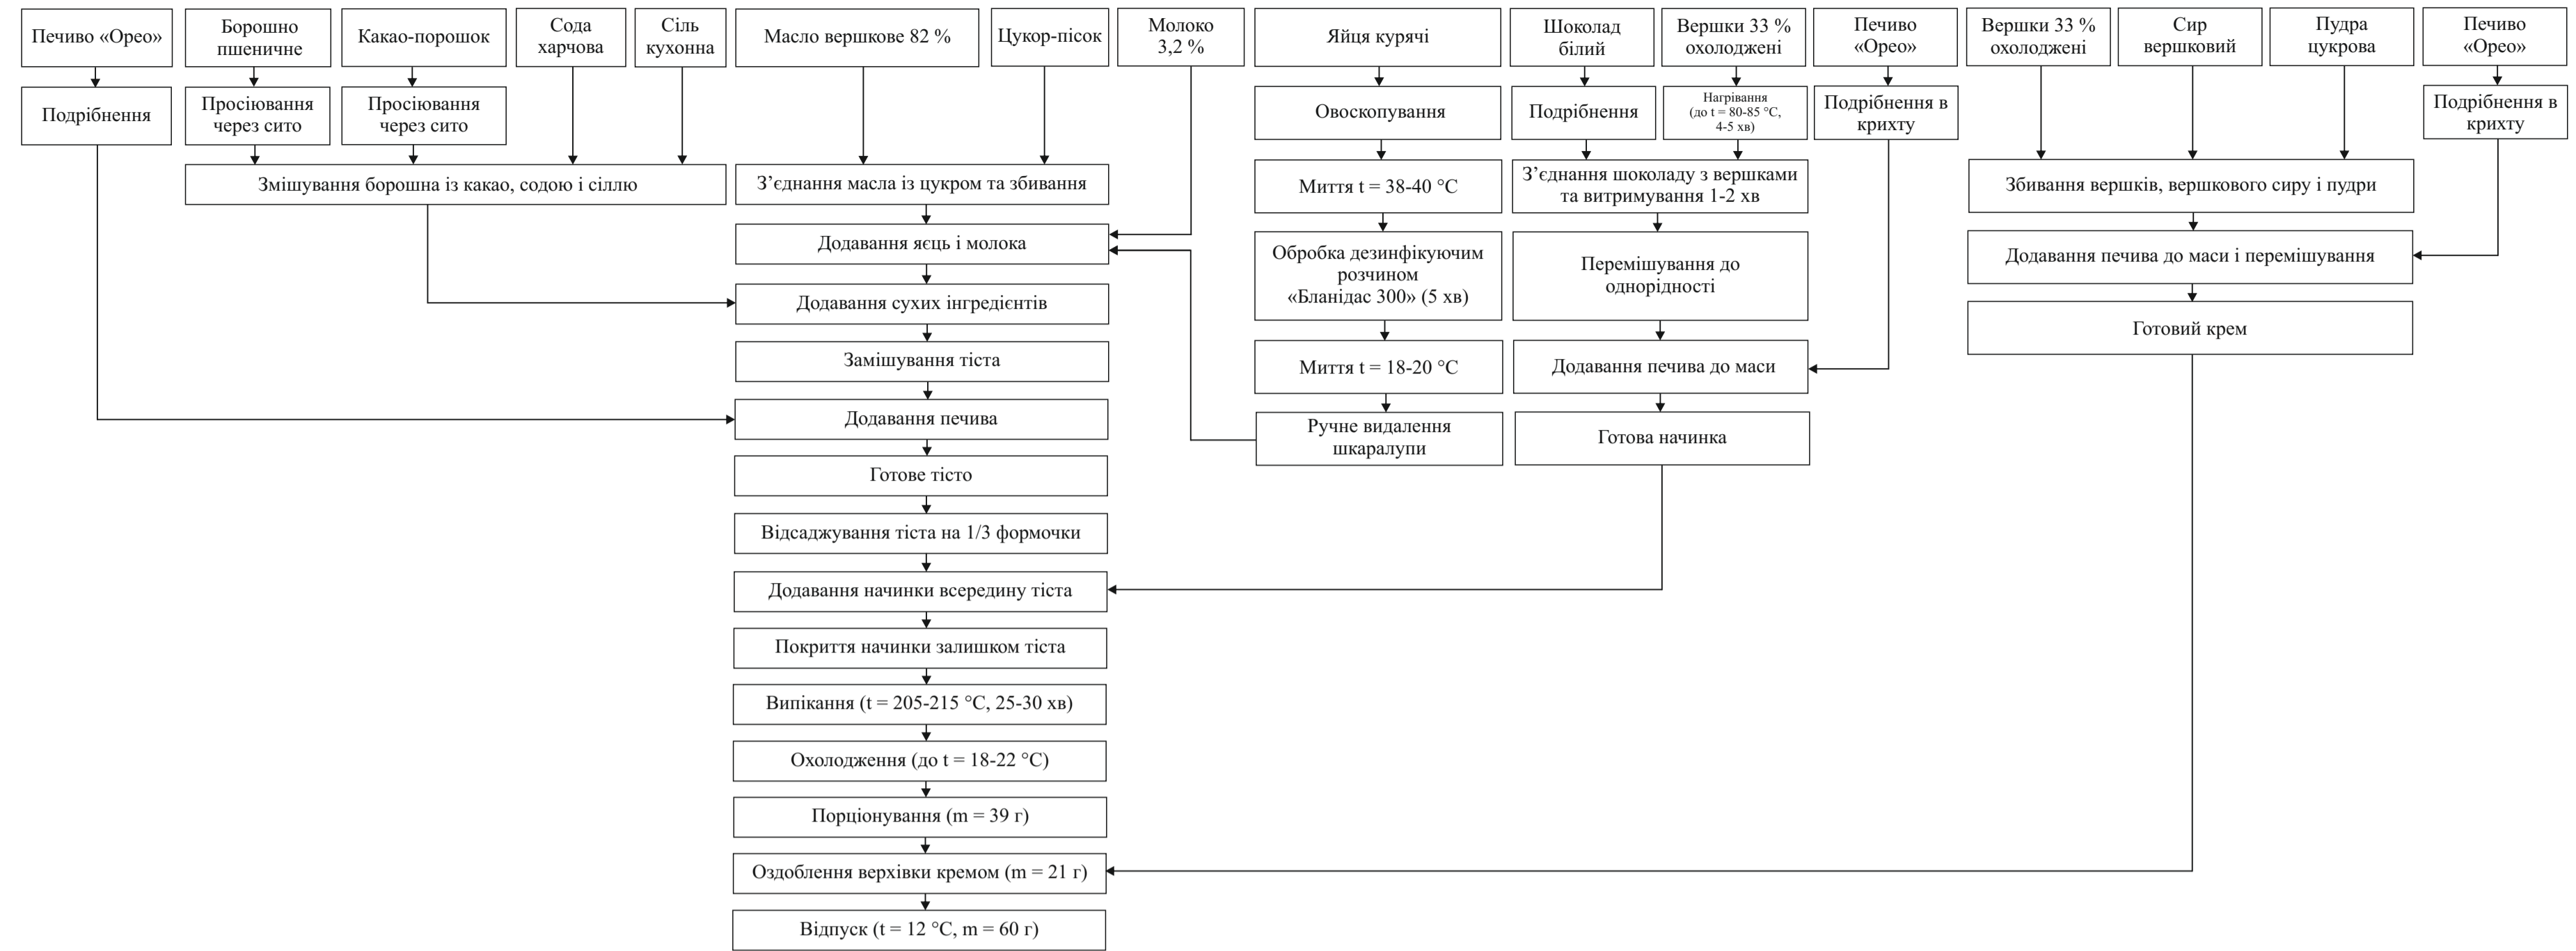 Печиво «Орео»
Борошно
пшеничне
Какао-порошок
Сода
харчова
Сіль
кухонна
Масло вершкове 82 %
Цукор-пісок
Молоко
3,2 %
Яйця курячі
Шоколад
білий
Вершки 33 %
охолоджені
Печиво
«Орео»
Вершки 33 %
охолоджені
Сир
вершковий
Пудра
цукрова
Печиво
«Орео»
Подрібнення
Просіювання
через сито
Просіювання
через сито
Овоскопування
Подрібнення
Нагрівання
(до t = 80-85 °C,
4-5 хв)
Подрібнення в
крихту
Подрібнення в
крихту
Змішування борошна із какао, содою і сіллю
З’єднання масла із цукром та збивання
Миття t = 38-40 °C
З’єднання шоколаду з вершками
та витримування 1-2 хв
Збивання вершків, вершкового сиру і пудри
Додавання яєць і молока
Обробка дезинфікуючим
розчином
«Бланідас 300» (5 хв)
Перемішування до
однорідності
Додавання печива до маси і перемішування
Додавання сухих інгредієнтів
Готовий крем
Замішування тіста
Миття t = 18-20 °C
Додавання печива до маси
Додавання печива
Ручне видалення
шкаралупи
Готова начинка
Готове тісто
Відсаджування тіста на 1/3 формочки
Додавання начинки всередину тіста
Покриття начинки залишком тіста
Випікання (t = 205-215 °C, 25-30 хв)
Охолодження (до t = 18-22 °C)
Порціонування (m = 39 г)
Оздоблення верхівки кремом (m = 21 г)
Відпуск (t = 12 °C, m = 60 г)